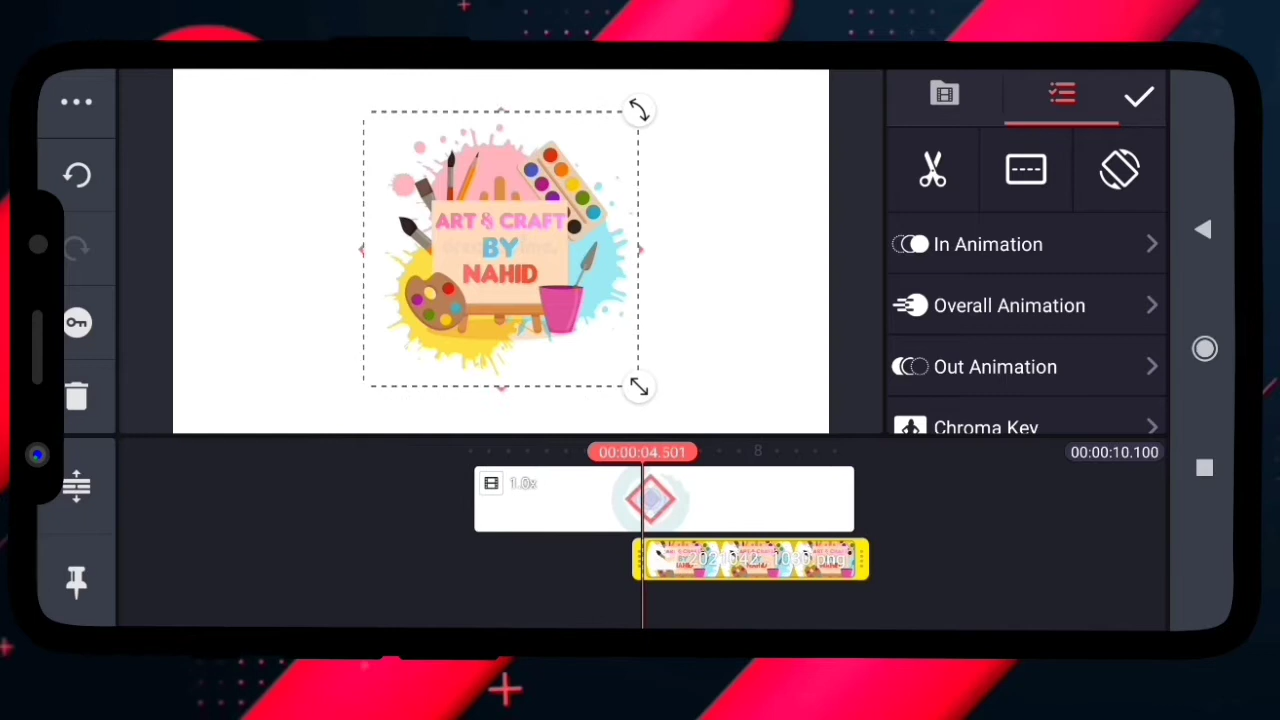 ART & CRAFT
BY
NAHID
In Animation
Overall Animation
Out Animation
Chroma Key
00:00:04.501
8
00:00:10.100
1.0x